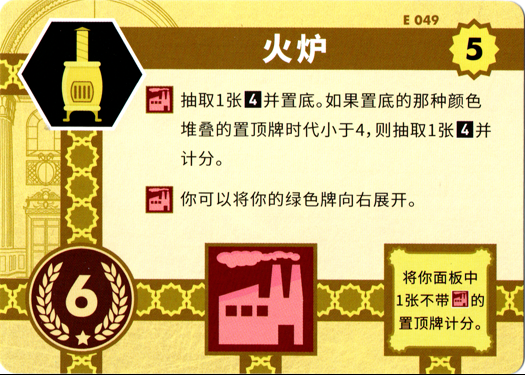 E 049
火炉
5
抽取1张4并置底。如果置底的那种颜色
堆叠的置顶牌时代小于4,则抽取1张4并
计分。
你可以将你的绿色牌向右展开。
6
将你面板中
1张不带的
置顶牌计分。